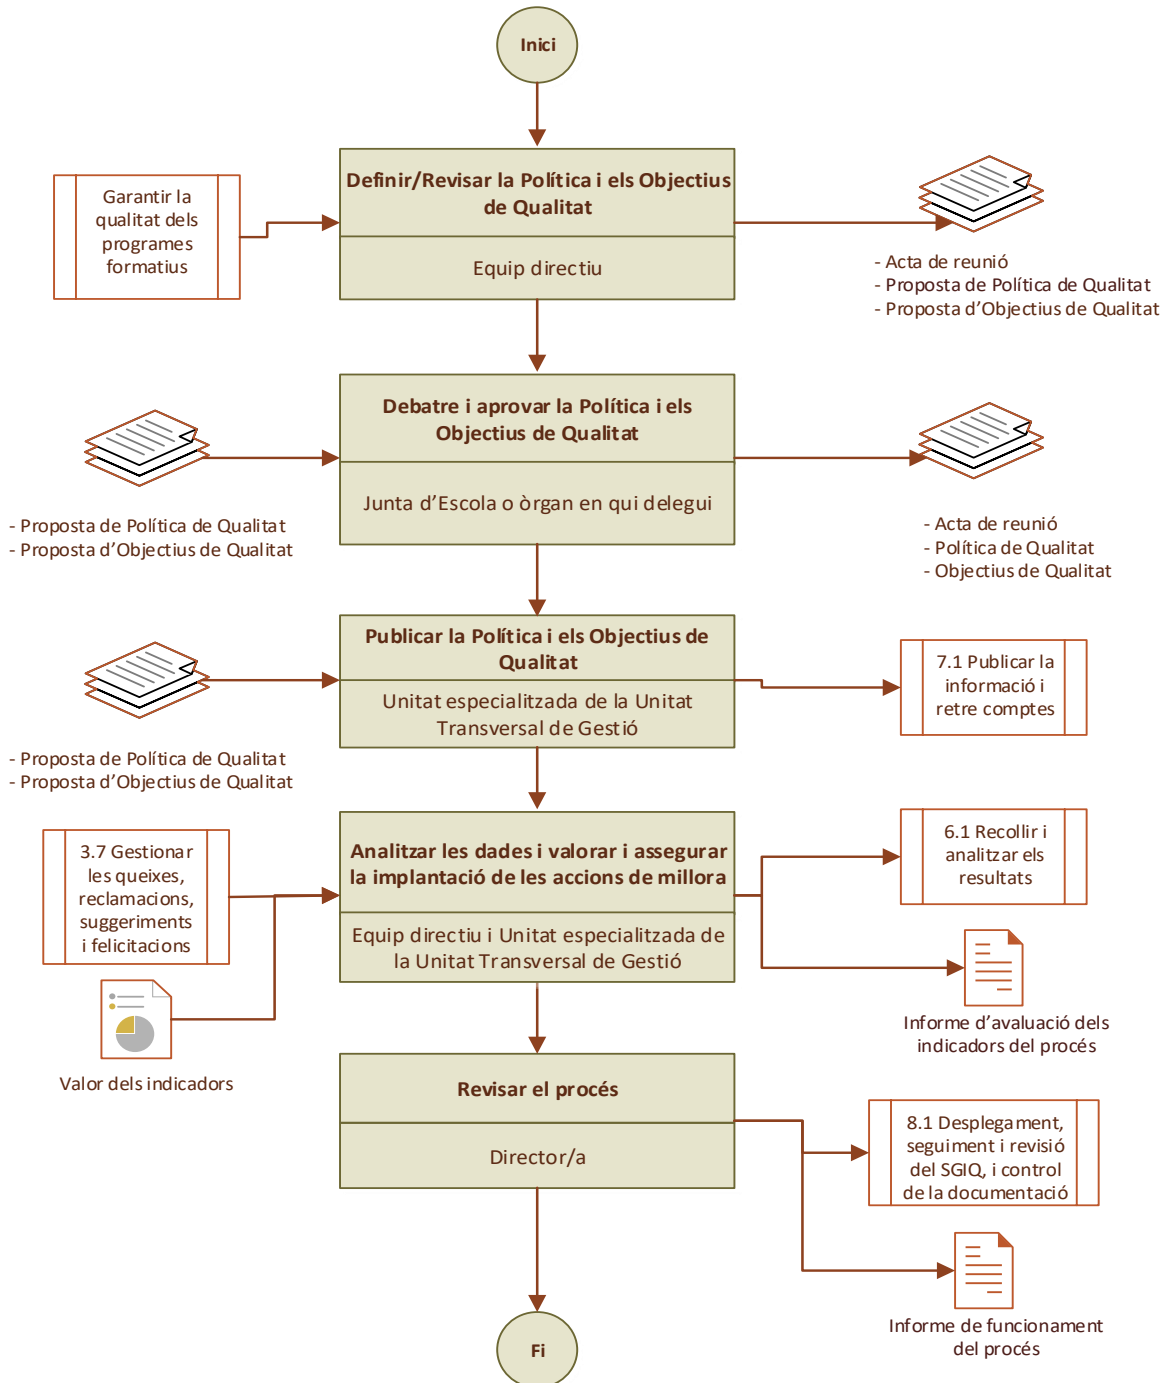 Inici
Garantir la
qualitat dels
programes
formatius
Definir/Revisar la Política i els Objectius
de Qualitat
Equip directiu
- Acta de reunió
- Proposta de Política de Qualitat
- Proposta d’Objectius de Qualitat
- Proposta de Política de Qualitat
- Proposta d’Objectius de Qualitat
Debatre i aprovar la Política i els
Objectius de Qualitat
Junta d’Escola o òrgan en qui delegui
- Acta de reunió
- Política de Qualitat
- Objectius de Qualitat
- Proposta de Política de Qualitat
- Proposta d’Objectius de Qualitat
Publicar la Política i els Objectius de
Qualitat
Unitat especialitzada de la Unitat
Transversal de Gestió
7.1 Publicar la
informació i
retre comptes
3.7 Gestionar
les queixes,
reclamacions,
suggeriments
i felicitacions
Valor dels indicadors
Analitzar les dades i valorar i assegurar
la implantació de les accions de millora
Equip directiu i Unitat especialitzada de
la Unitat Transversal de Gestió
6.1 Recollir i
analitzar els
resultats
Informe d’avaluació dels
indicadors del procés
Revisar el procés
Director/a
8.1 Desplegament,
seguiment i revisió
del SGIQ, i control
de la documentació
Informe de funcionament
del procés
Fi